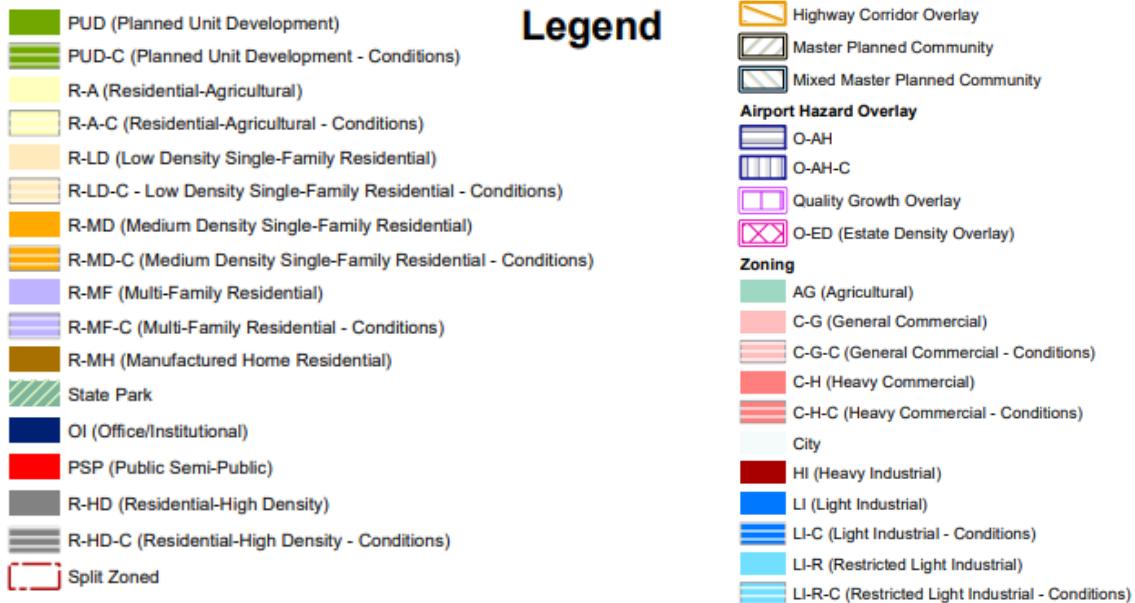 Legend
PUD (Planned Unit Development)
PUD-C (Planned Unit Development - Conditions)
R-A (Residential-Agricultural)
R-A-C (Residential-Agricultural - Conditions)
R-LD (Low Density Single-Family Residential)
R-LD-C - Low Density Single-Family Residential - Conditions)
R-MD (Medium Density Single-Family Residential)
R-MD-C (Medium Density Single-Family Residential - Conditions)
R-MF (Multi-Family Residential)
R-MF-C (Multi-Family Residential - Conditions)
R-MH (Manufactured Home Residential)
State Park
OI (Office/Institutional)
PSP (Public Semi-Public)
R-HD (Residential-High Density)
R-HD-C (Residential-High Density - Conditions)
Split Zoned
Highway Corridor Overlay
Master Planned Community
Mixed Master Planned Community
Airport Hazard Overlay
O-AH
O-AH-C
Quality Growth Overlay
O-ED (Estate Density Overlay)
Zoning
AG (Agricultural)
C-G (General Commercial)
C-G-C (General Commercial - Conditions)
C-H (Heavy Commercial)
C-H-C (Heavy Commercial - Conditions)
City
HI (Heavy Industrial)
LI (Light Industrial)
LI-C (Light Industrial - Conditions)
LI-R (Restricted Light Industrial)
LI-R-C (Restricted Light Industrial - Conditions)